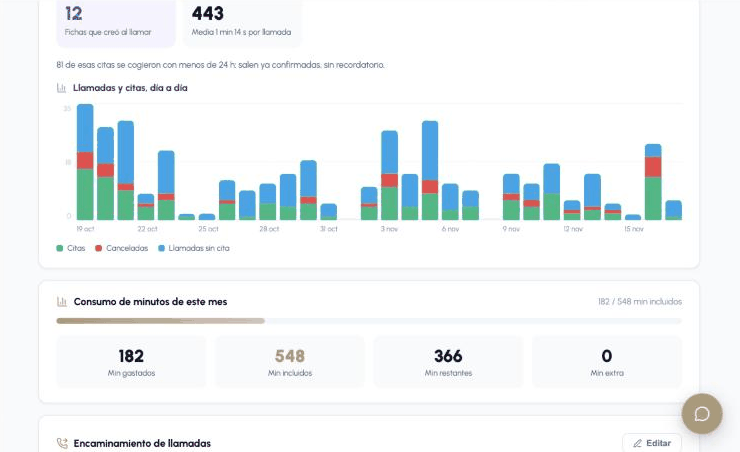 12
443
Fichas que creó al llamar
Media 1 min 14 s por llamada
81 de esas citas se cogieron con menos de 24 h: salen ya confirmadas, sin recordatorio.
Llamadas y citas, día a día
0
19 oct 22 oct 25 oct 28 oct 31 oct 3 nov 6 nov 9 nov 12 nov 15 nov
Citas Canceladas Llamadas sin cita
Consumo de minutos de este mes
182 / 548 min incluidos
182 548 366 0
Min gastados Min incluidos Min restantes Min extra
Encaminamiento de llamadas
Editar